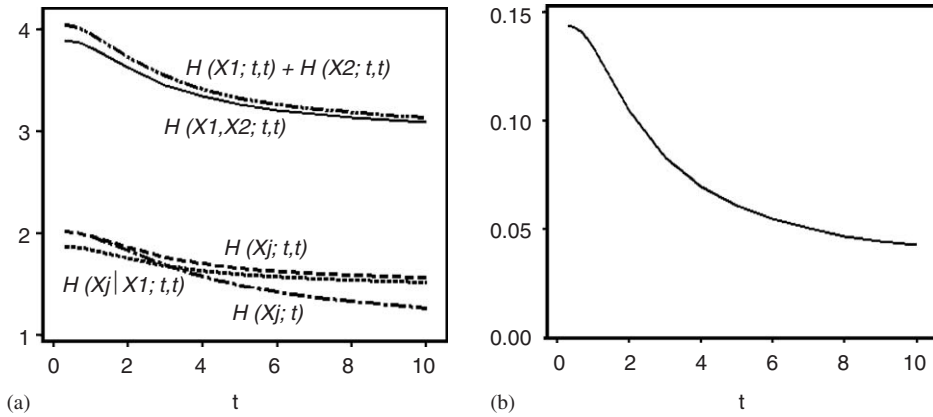 4
H (X1; t,t) + H (X2; t,t)
3
H (X1,X2; t,t)
2
H (Xj; t,t)
H (Xj| X1; t,t)
H (Xj; t)
1
0 2 4 6 8 10
(a) t
0.15
0.10
0.05
0.00
0 2 4 6 8 10
(b) t